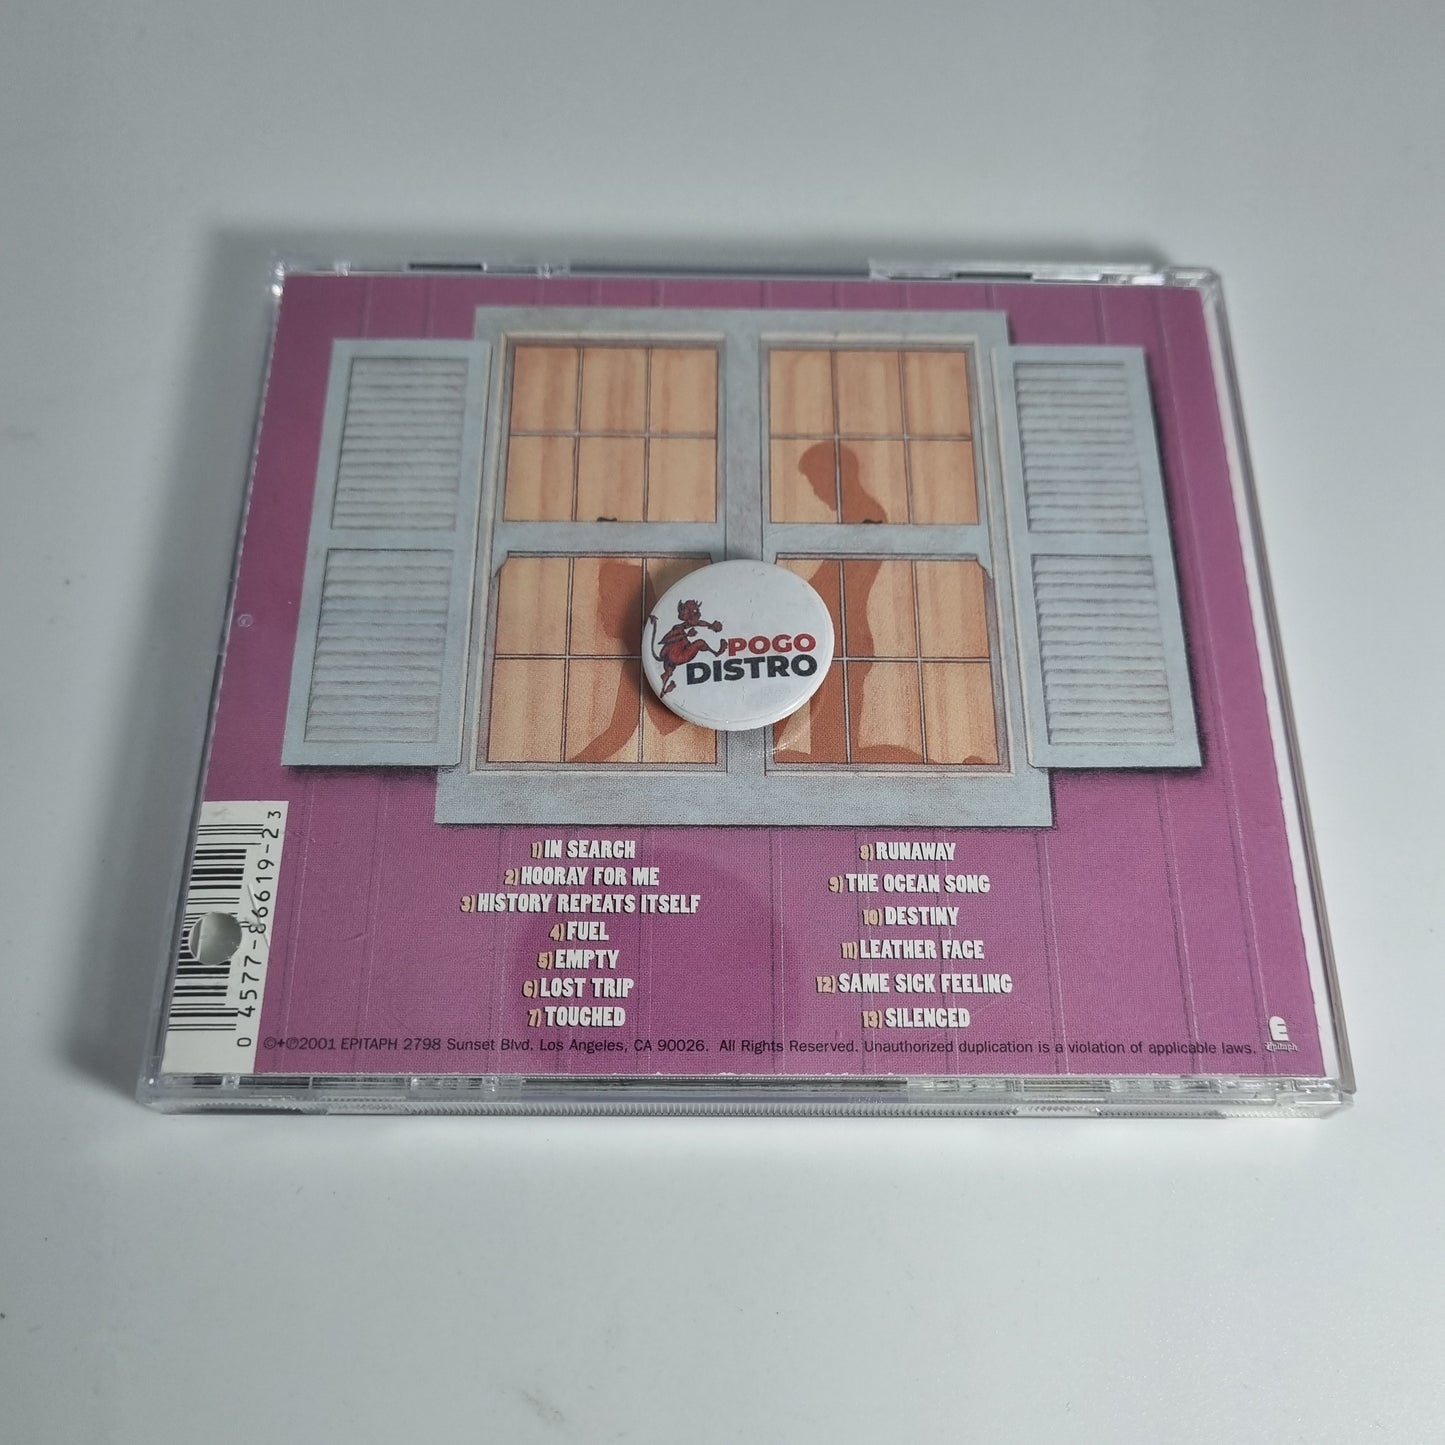 POGO
DISTRO
1) IN SEARCH
2) HOORAY FOR ME
3) HISTORY REPEATS ITSELF
4) FUEL
5) EMPTY
6) LOST TRIP
7) TOUCHED
8) RUNAWAY
9) THE OCEAN SONG
10) DESTINY
11) LEATHER FACE
12) SAME SICK FEELING
13) SILENCED
0 4577-86619-2 3
©+℗2001 EPITAPH 2798 Sunset Blvd. Los Angeles, CA 90026. All Rights Reserved. Unauthorized duplication is a violation of applicable laws.
E
Epitaph